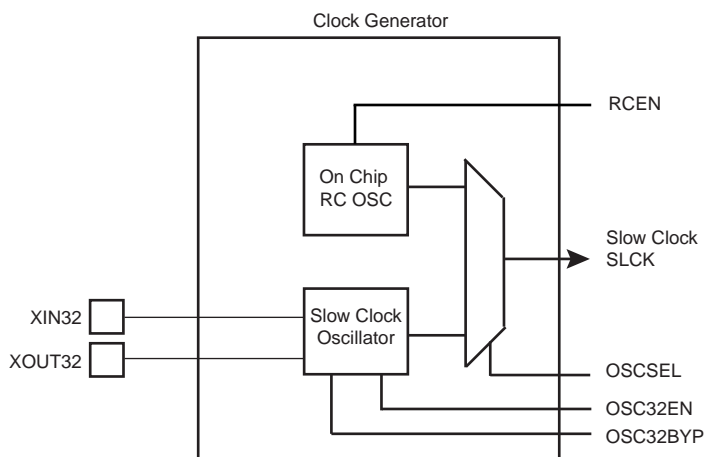 Clock Generator
RCEN
On Chip
RC OSC
Slow Clock
SLCK
XIN32
Slow Clock
Oscillator
XOUT32
OSCSEL
OSC32EN
OSC32BYP